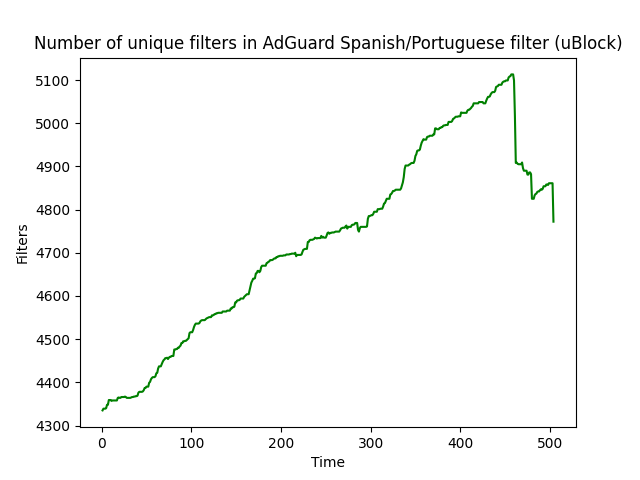 Number of unique filters in AdGuard Spanish/Portuguese filter (uBlock)
5100
5000
4900
4800
4700
4600
4500
4400
4300
Filters
0 100 200 300 400 500
Time